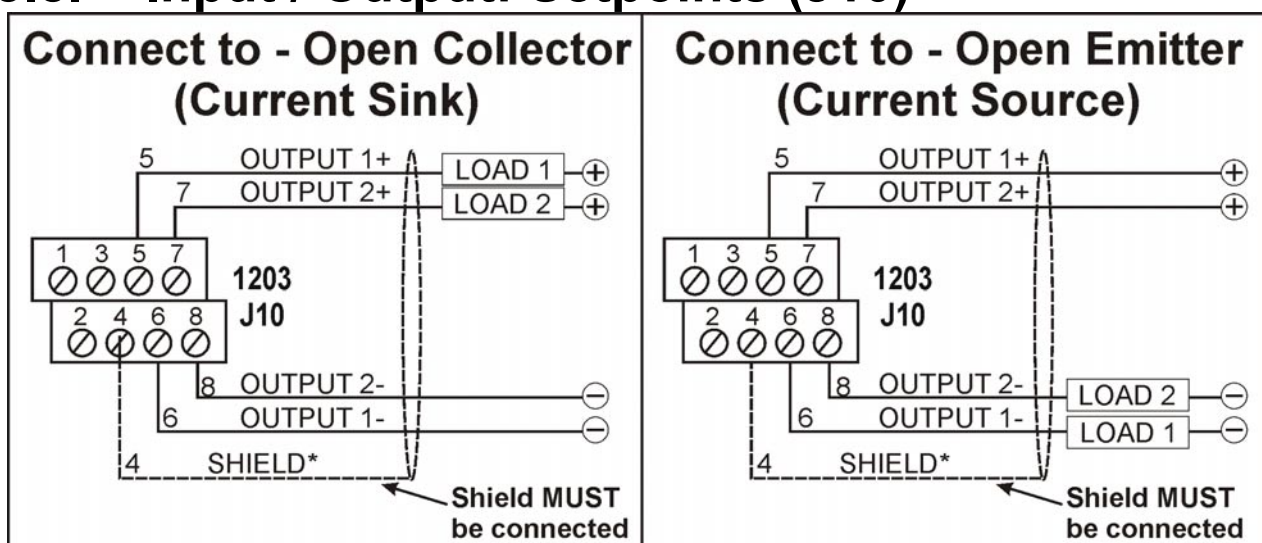 Input / Output: Setpoints (J10)
Connect to - Open Collector
(Current Sink)
5 OUTPUT 1+ LOAD 1 +
7 OUTPUT 2+ LOAD 2 +
1 3 5 7
1203
J10
2 4 6 8
8 OUTPUT 2- −
6 OUTPUT 1- −
4 SHIELD*
Shield MUST
be connected
Connect to - Open Emitter
(Current Source)
5 OUTPUT 1+ +
7 OUTPUT 2+ +
1 3 5 7
1203
J10
2 4 6 8
8 OUTPUT 2- LOAD 2 −
6 OUTPUT 1- LOAD 1 −
4 SHIELD*
Shield MUST
be connected